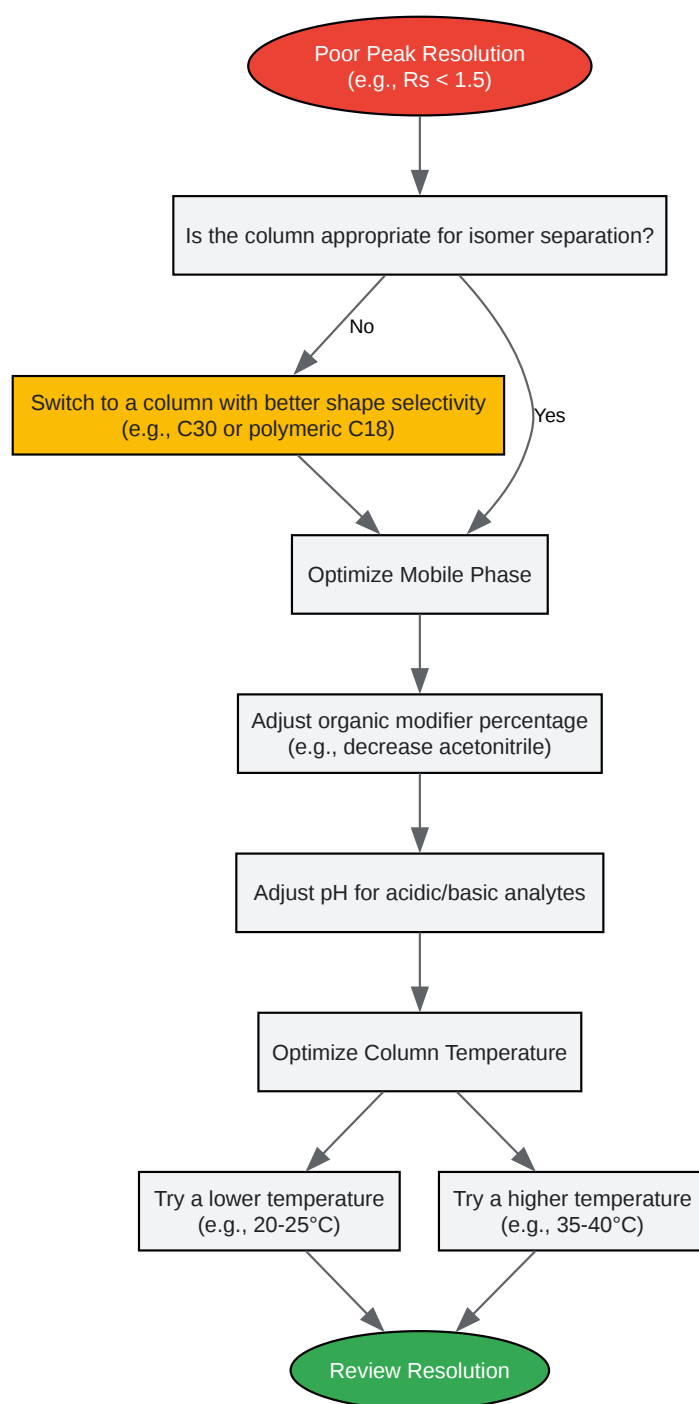 Poor Peak Resolution
(e.g., Rs < 1.5)
Is the column appropriate for isomer separation?
No
Switch to a column with better shape selectivity
(e.g., C30 or polymeric C18)
Yes
Optimize Mobile Phase
Adjust organic modifier percentage
(e.g., decrease acetonitrile)
Adjust pH for acidic/basic analytes
Optimize Column Temperature
Try a lower temperature
(e.g., 20-25°C)
Try a higher temperature
(e.g., 35-40°C)
Review Resolution